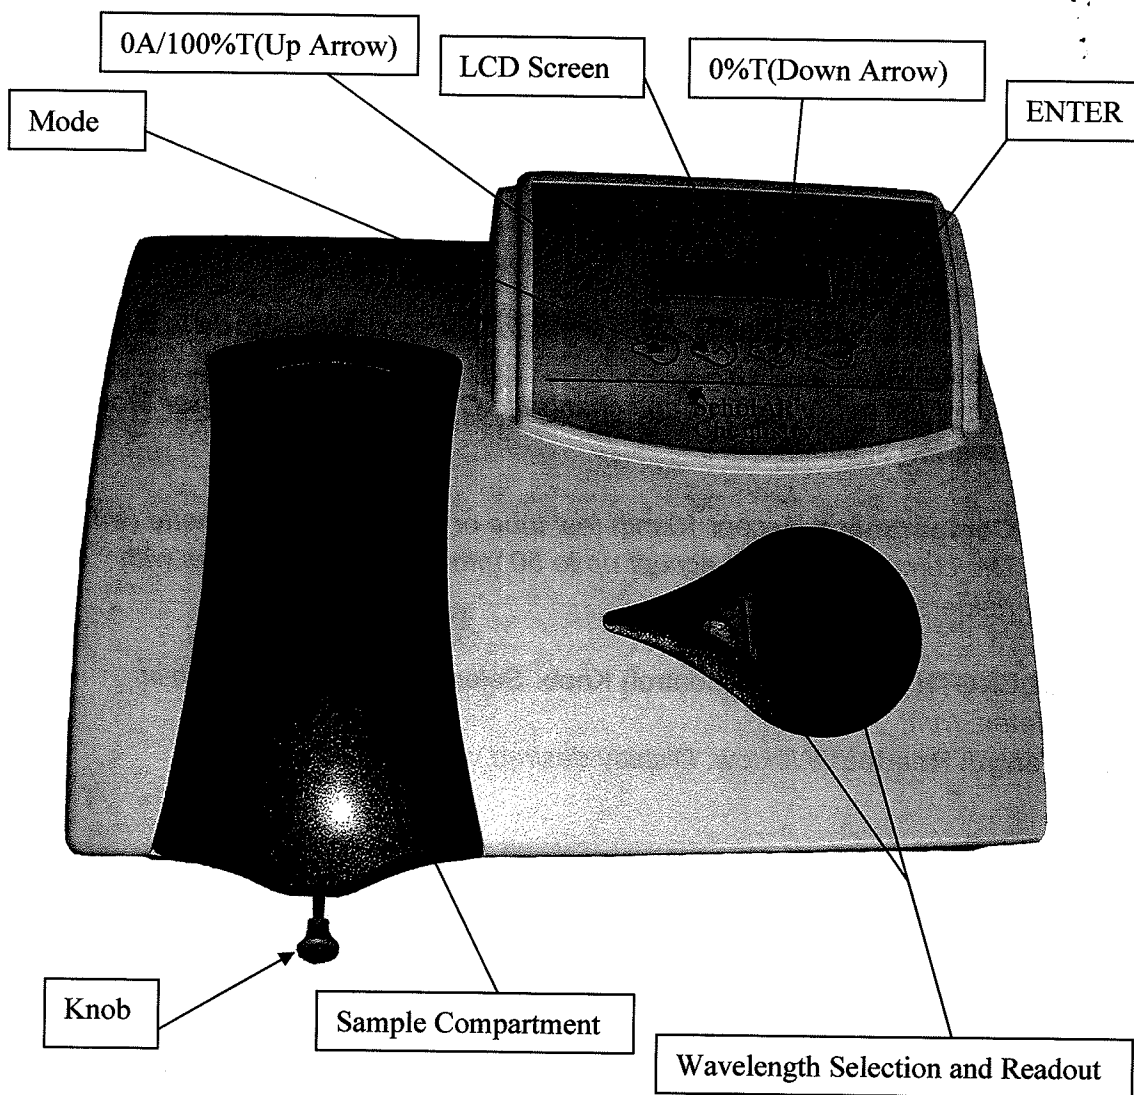 0A/100%T(Up Arrow)
LCD Screen
0%T(Down Arrow)
Mode
ENTER
Knob
Sample Compartment
Wavelength Selection and Readout